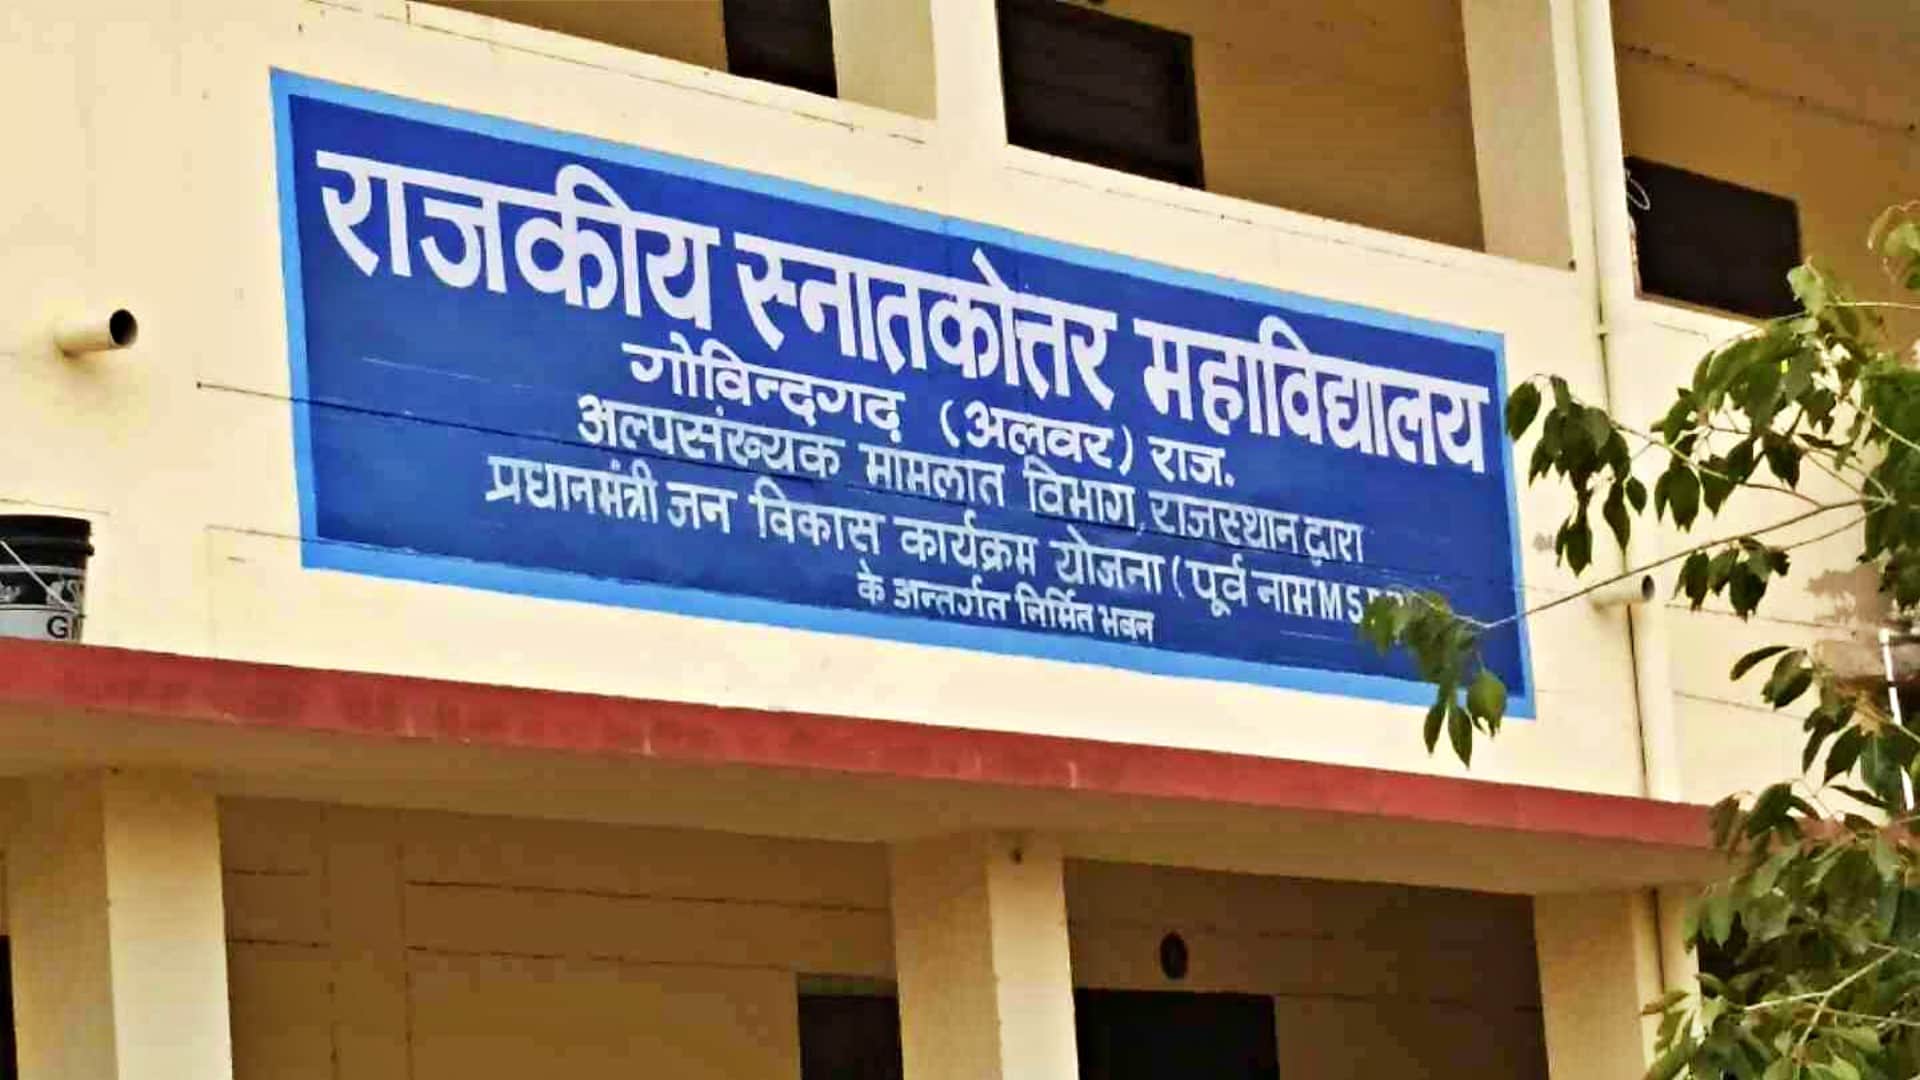 राजकीय स्नातकोत्तर महाविद्यालय
गोविन्दगढ़ (अलवर) राज.
अल्पसंख्यक मामलात विभाग, राजस्थान द्वारा
प्रधानमंत्री जन विकास कार्यक्रम योजना (पूर्व नाम
के अन्तर्गत निर्मित भवन